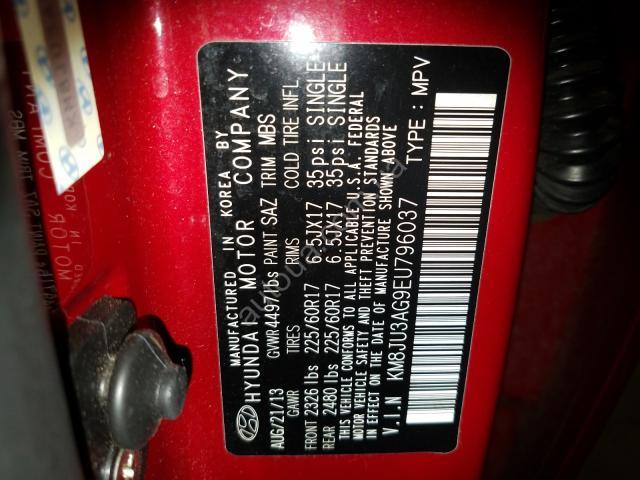 MANUFACTURED IN KOREA BY
HYUNDAI MOTOR COMPANY
AUG/21/13 GVWR 4497 lbs PAINT SAZ TRIM MBS
GAWR TIRES RIMS COLD TIRE INFL.
FRONT 2326 lbs 225/60R17 6.5JX17 35psi SINGLE
REAR 2480 lbs 225/60R17 6.5JX17 35psi SINGLE
THIS VEHICLE CONFORMS TO ALL APPLICABLE U.S.A. FEDERAL
MOTOR VEHICLE SAFETY AND THEFT PREVENTION STANDARDS
IN EFFECT ON THE DATE OF MANUFACTURE SHOWN ABOVE
V.I.N KM8JU3AG9EU796037 TYPE : MPV